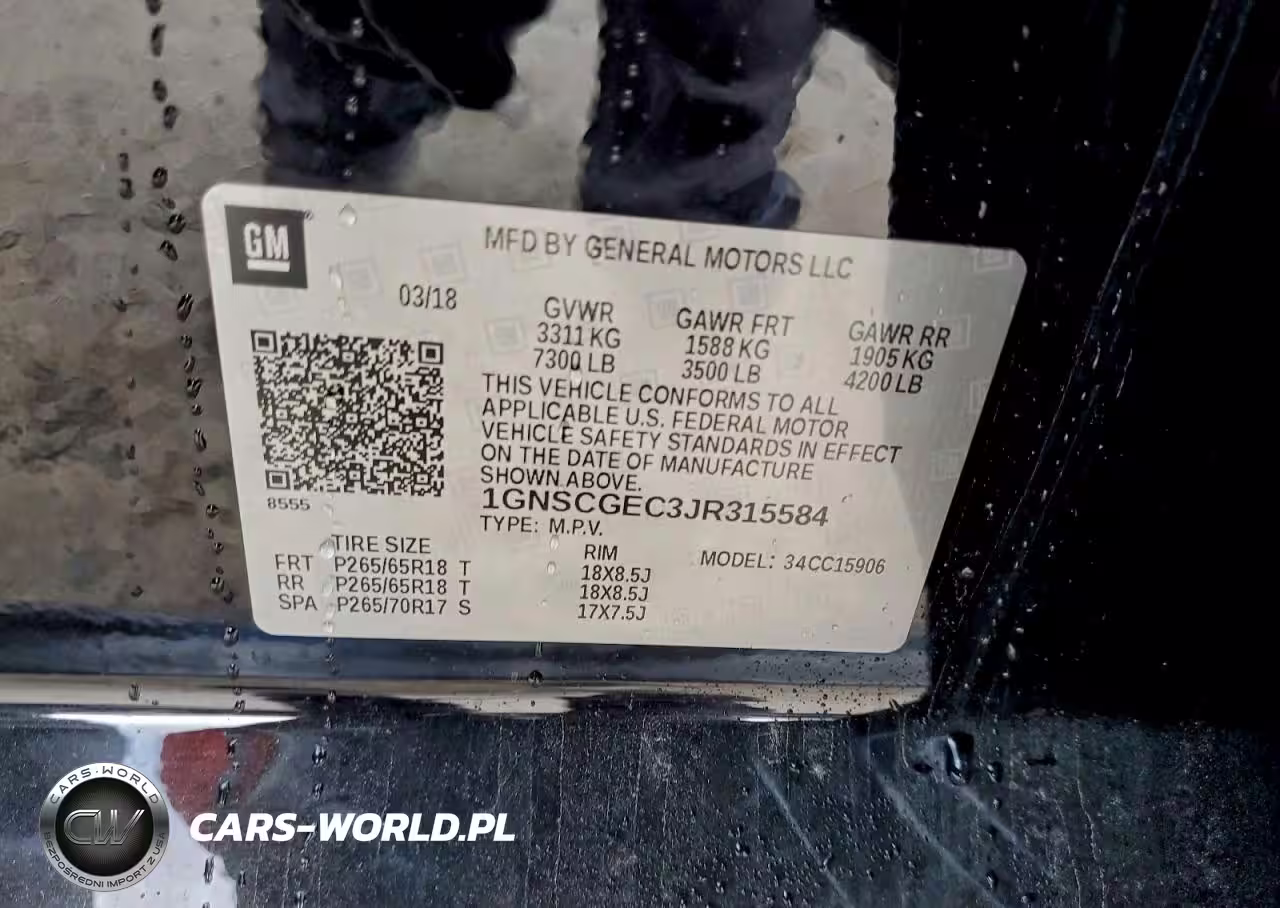 GM
MFD BY GENERAL MOTORS LLC
03/18
GVWR GAWR FRT GAWR RR
3311 KG 1588 KG 1905 KG
7300 LB 3500 LB 4200 LB
THIS VEHICLE CONFORMS TO ALL
APPLICABLE U.S. FEDERAL MOTOR
VEHICLE SAFETY STANDARDS IN EFFECT
ON THE DATE OF MANUFACTURE
SHOWN ABOVE.
8555
1GNSCGEC3JR315584
TYPE: M.P.V.
MODEL: 34CC15906
TIRE SIZE RIM
FRT P265/65R18 T 18X8.5J
RR P265/65R18 T 18X8.5J
SPA P265/70R17 S 17X7.5J
CARS-WORLD
CW
BEZPOŚREDNI IMPORT Z USA
CARS-WORLD.PL